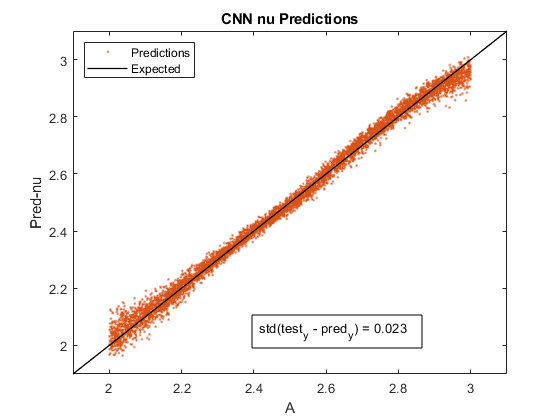 CNN nu Predictions
Predictions
Expected
3
2.8
2.6
2.4
2.2
2
Pred-nu
std(test_y - pred_y) = 0.023
2 2.2 2.4 2.6 2.8 3
A